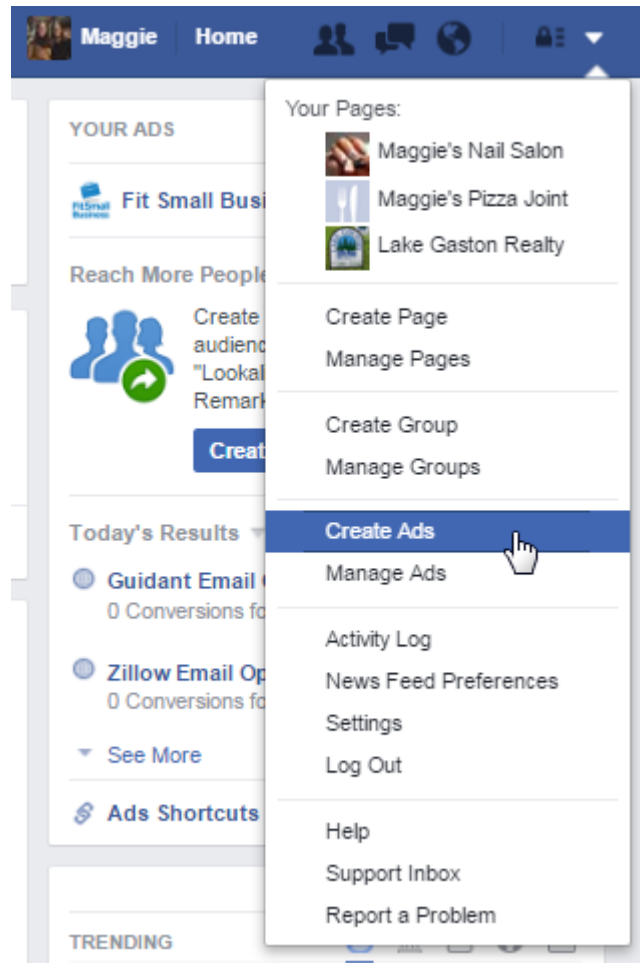 Maggie
Home
YOUR ADS
Fit Small Busi
Reach More People
Create
audienc
"Lookali
Remark
Creat
Today's Results
Guidant Email
0 Conversions fo
Zillow Email Op
0 Conversions fo
See More
Ads Shortcuts
TRENDING
Your Pages:
Maggie's Nail Salon
Maggie's Pizza Joint
Lake Gaston Realty
Create Page
Manage Pages
Create Group
Manage Groups
Create Ads
Manage Ads
Activity Log
News Feed Preferences
Settings
Log Out
Help
Support Inbox
Report a Problem